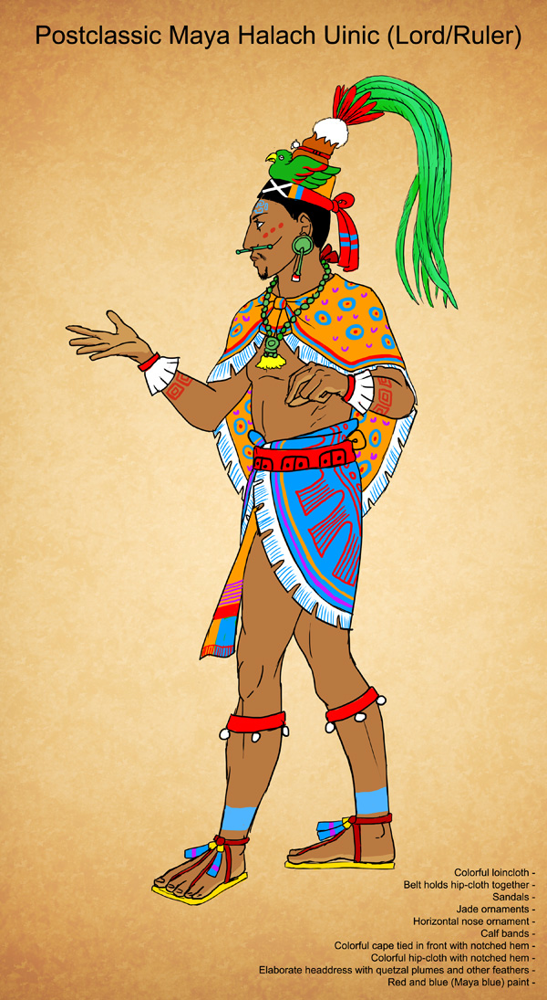 Postclassic Maya Halach Uinic (Lord/Ruler)
Colorful loincloth -
Belt holds hip-cloth together -
Sandals -
Jade ornaments -
Horizontal nose ornament -
Calf bands -
Colorful cape tied in front with notched hem -
Colorful hip-cloth with notched hem -
Elaborate headdress with quetzal plumes and other feathers -
Red and blue (Maya blue) paint -